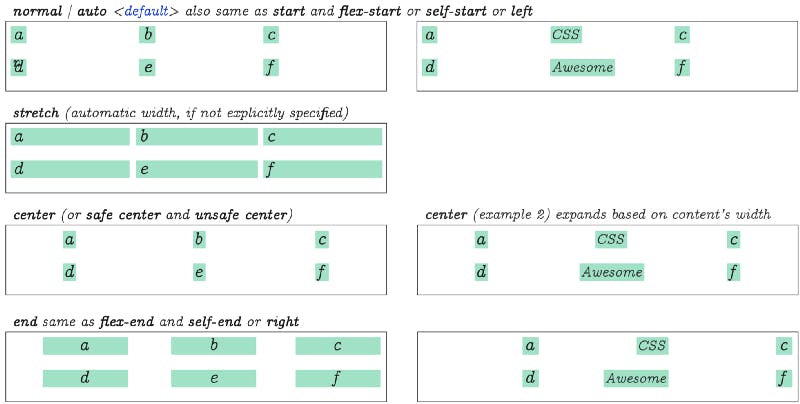 normal | auto <default> also same as start and flex-start or self-start or left
a b c
d e f
a CSS c
d Awesome f
stretch (automatic width, if not explicitly specified)
a b c
d e f
center (or safe center and unsafe center)
a b c
d e f
center (example 2) expands based on content's width
a CSS c
d Awesome f
end same as flex-end and self-end or right
a b c
d e f
a CSS c
d Awesome f